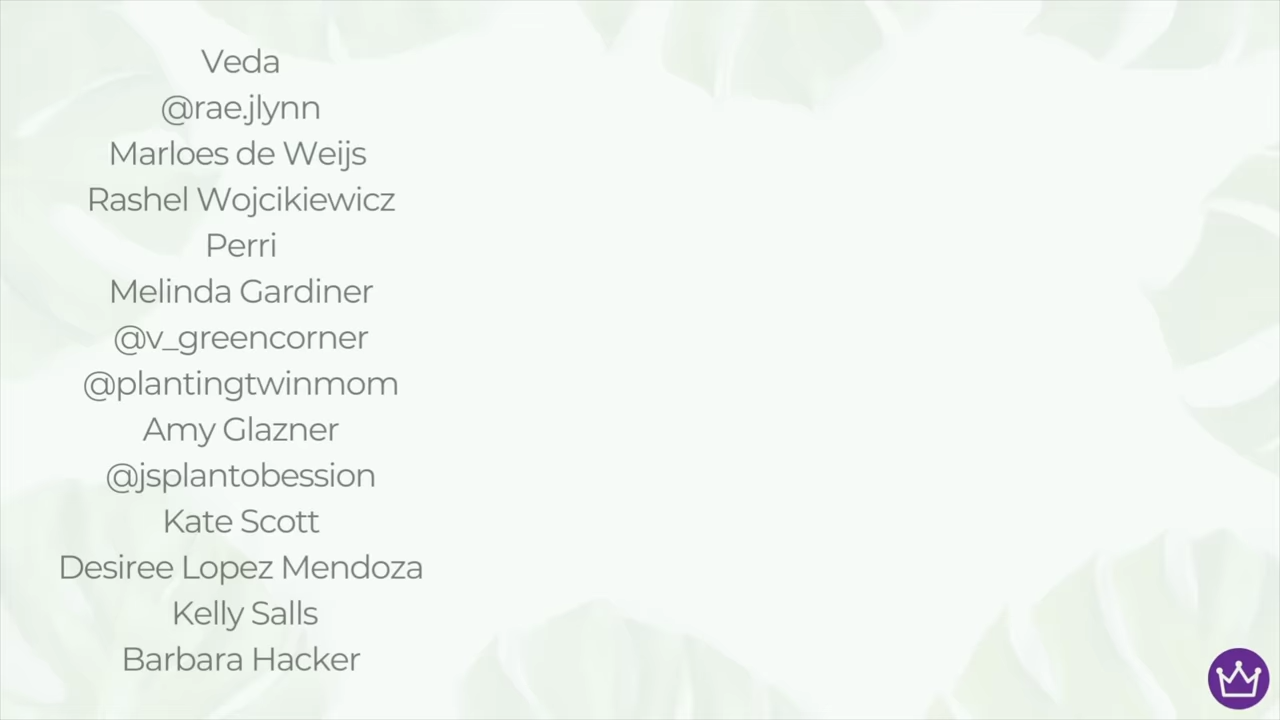 Veda
@rae.jlynn
Marloes de Weijs
Rashel Wojcikiewicz
Perri
Melinda Gardiner
@v_greencorner
@plantingtwinmom
Amy Glazner
@jsplantobession
Kate Scott
Desiree Lopez Mendoza
Kelly Salls
Barbara Hacker